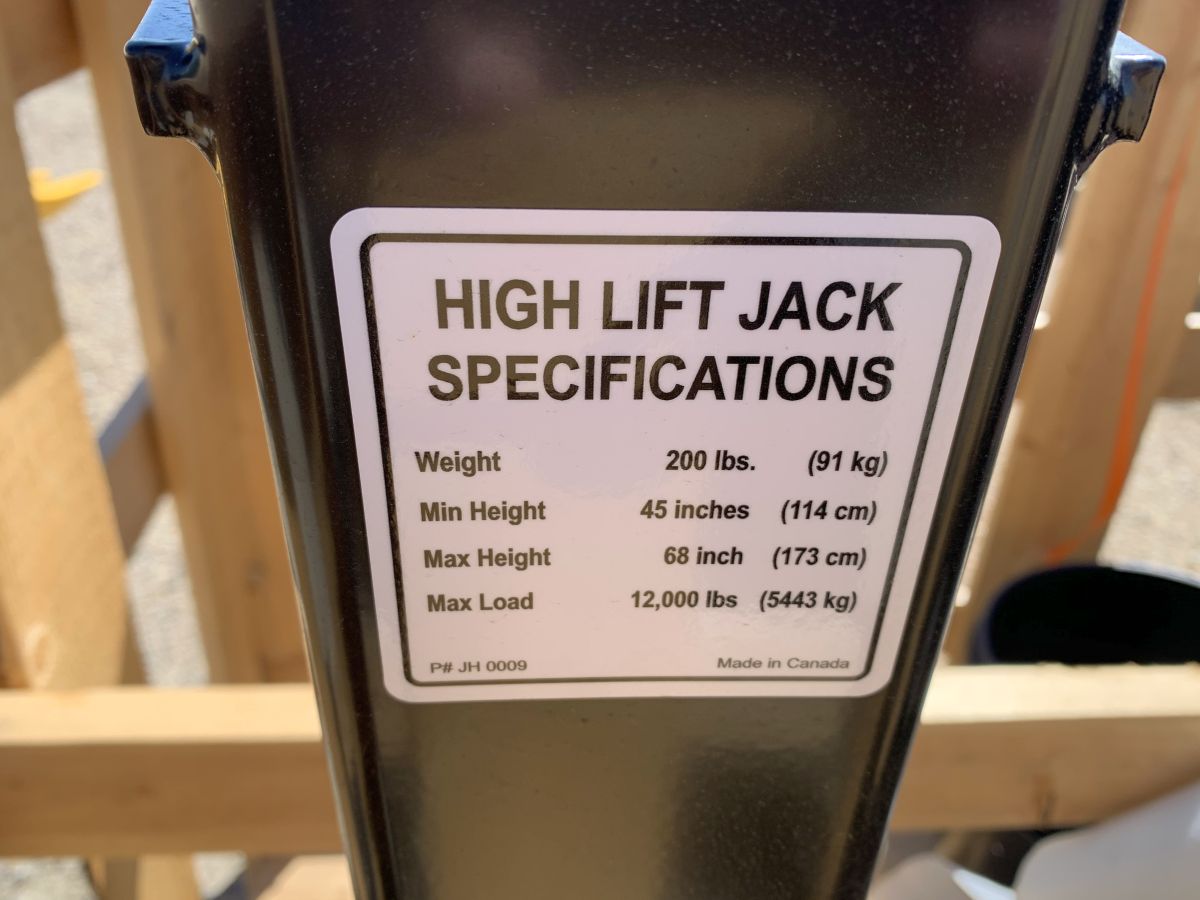 HIGH LIFT JACK
SPECIFICATIONS
Weight 200 lbs. (91 kg)
Min Height 45 inches (114 cm)
Max Height 68 inch (173 cm)
Max Load 12,000 lbs (5443 kg)
P# JH 0009 Made in Canada